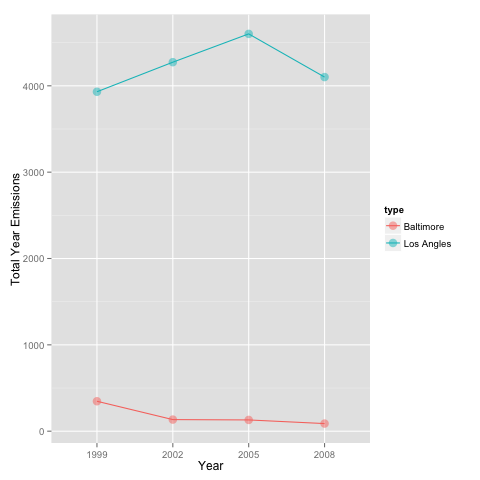 Total Year Emissions
4000
3000
2000
1000
0
1999 2002 2005 2008
Year
type
Baltimore
Los Angles